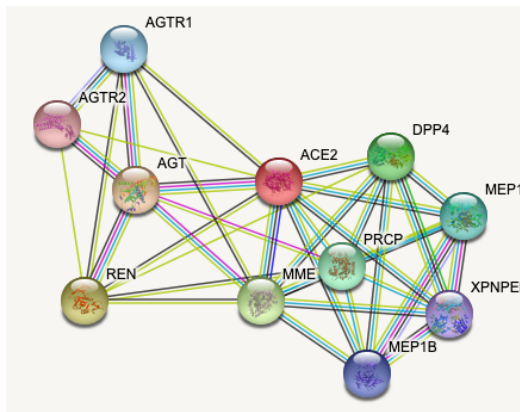 AGTR1
AGTR2
DPP4
ACE2
AGT
MEP1
PRCP
REN
MME
XPNPE
MEP1B